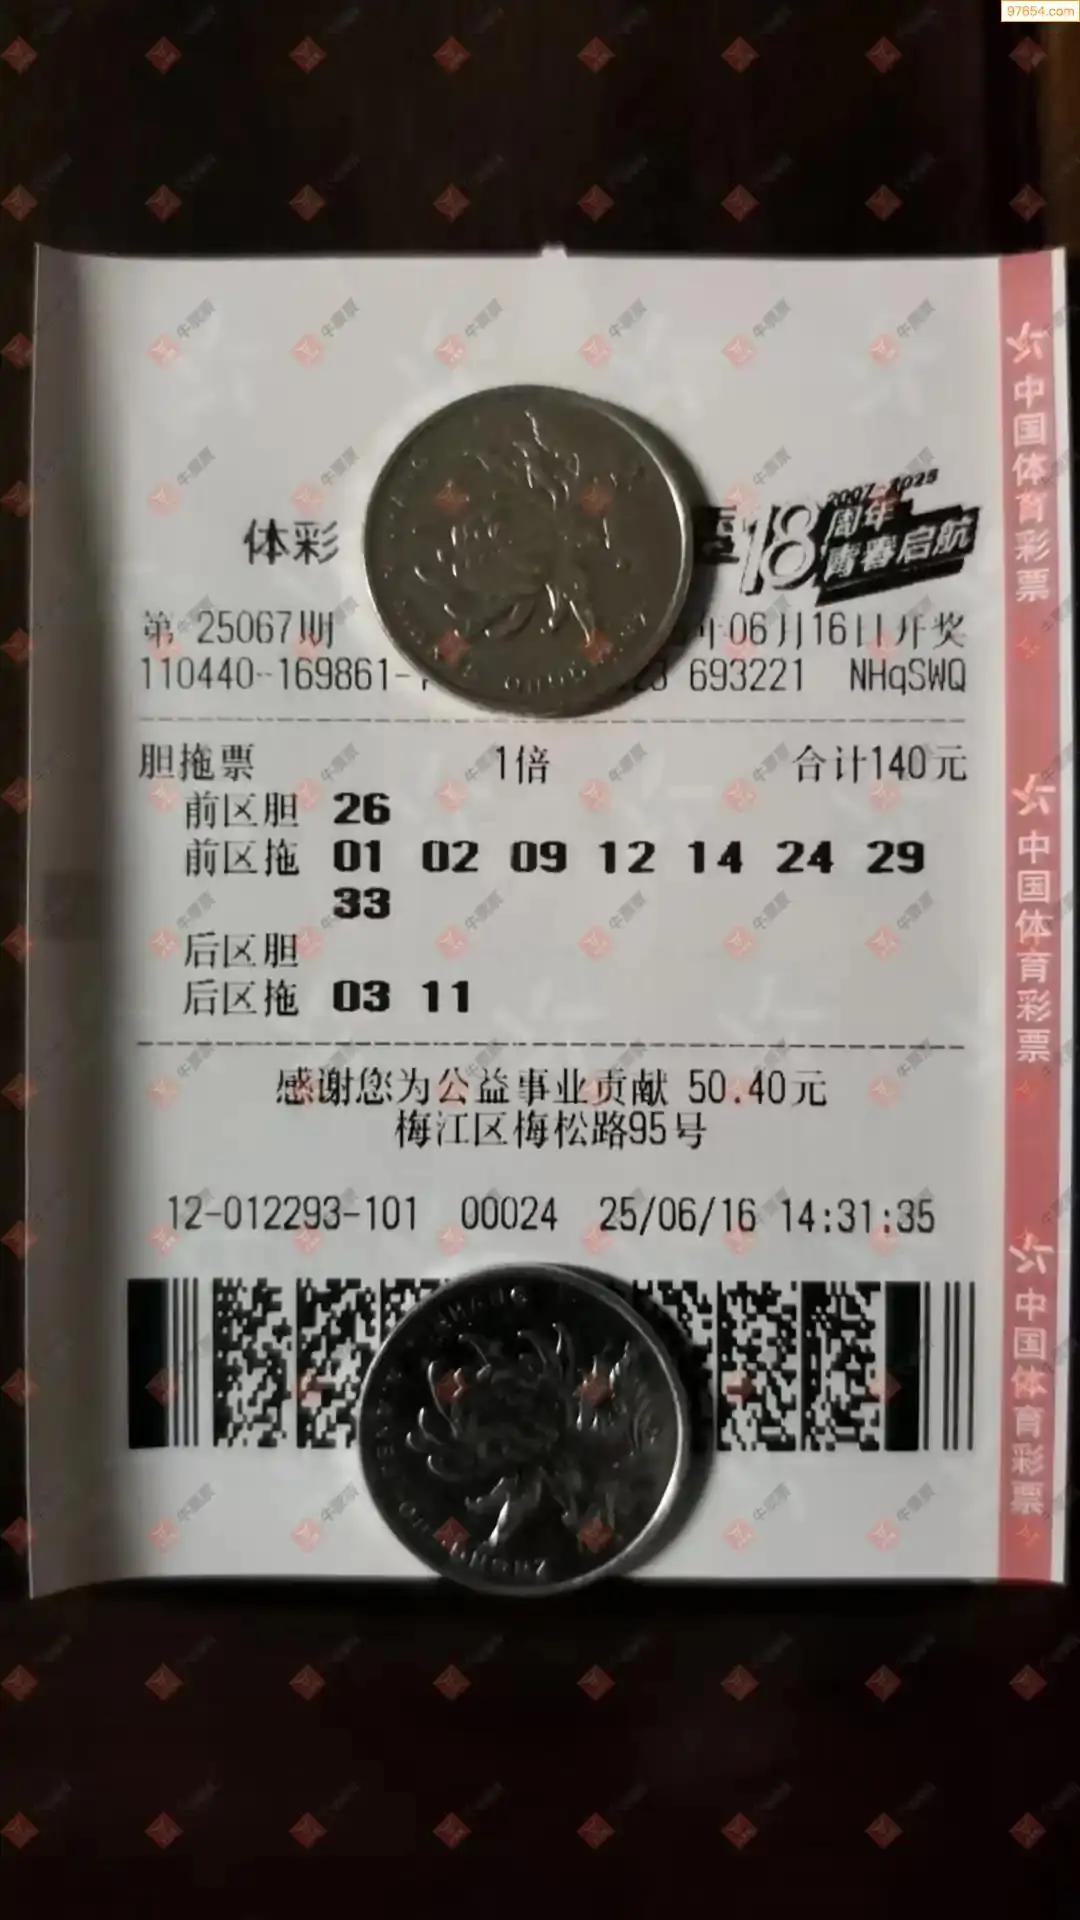 97654.com
体彩
2007-2025
18周年
青春启航
第 25067期 06月16日开奖
110440-169861- 693221 NHqSWQ
胆拖票 1倍 合计140元
前区胆 26
前区拖 01 02 09 12 14 24 29
33
后区胆
后区拖 03 11
感谢您为公益事业贡献 50.40元
梅江区梅松路95号
12-012293-101 00024 25/06/16 14:31:35
中国体育彩票
中国体育彩票
中国体育彩票